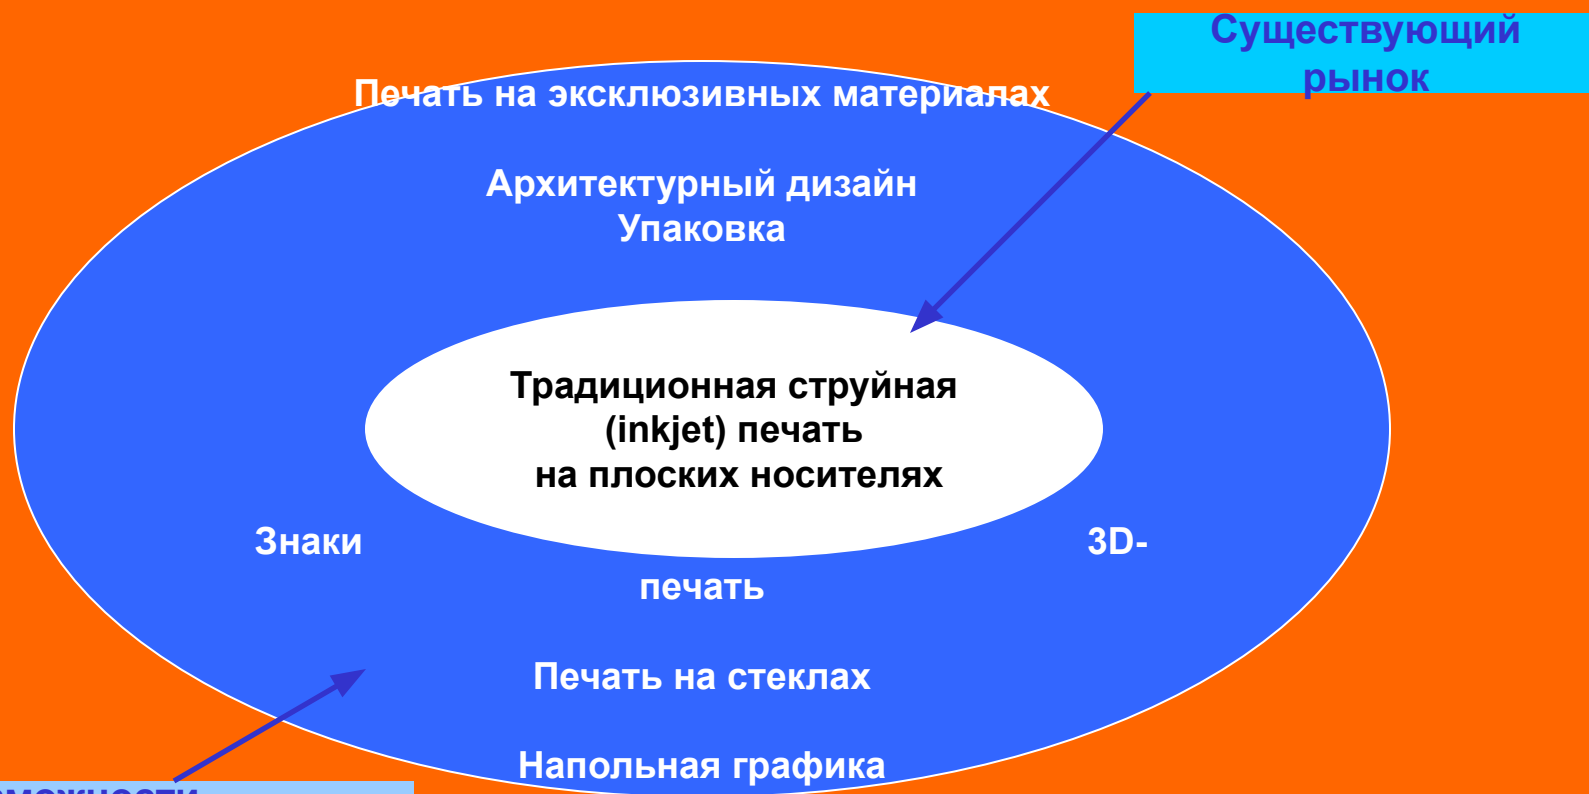 Существующий
рынок
Печать на эксклюзивных материалах
Архитектурный дизайн
Упаковка
Традиционная струйная
(inkjet) печать
на плоских носителях
Знаки 3D-
печать
Печать на стеклах
Напольная графика